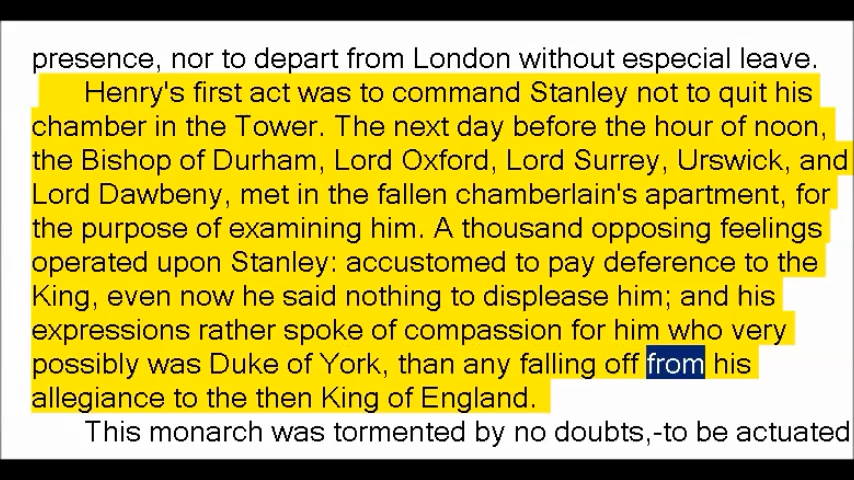 presence, nor to depart from London without especial leave.
Henry's first act was to command Stanley not to quit his
chamber in the Tower. The next day before the hour of noon,
the Bishop of Durham, Lord Oxford, Lord Surrey, Urswick, and
Lord Dawbeny, met in the fallen chamberlain's apartment, for
the purpose of examining him. A thousand opposing feelings
operated upon Stanley: accustomed to pay deference to the
King, even now he said nothing to displease him; and his
expressions rather spoke of compassion for him who very
possibly was Duke of York, than any falling off from his
allegiance to the then King of England.
This monarch was tormented by no doubts,-to be actuated